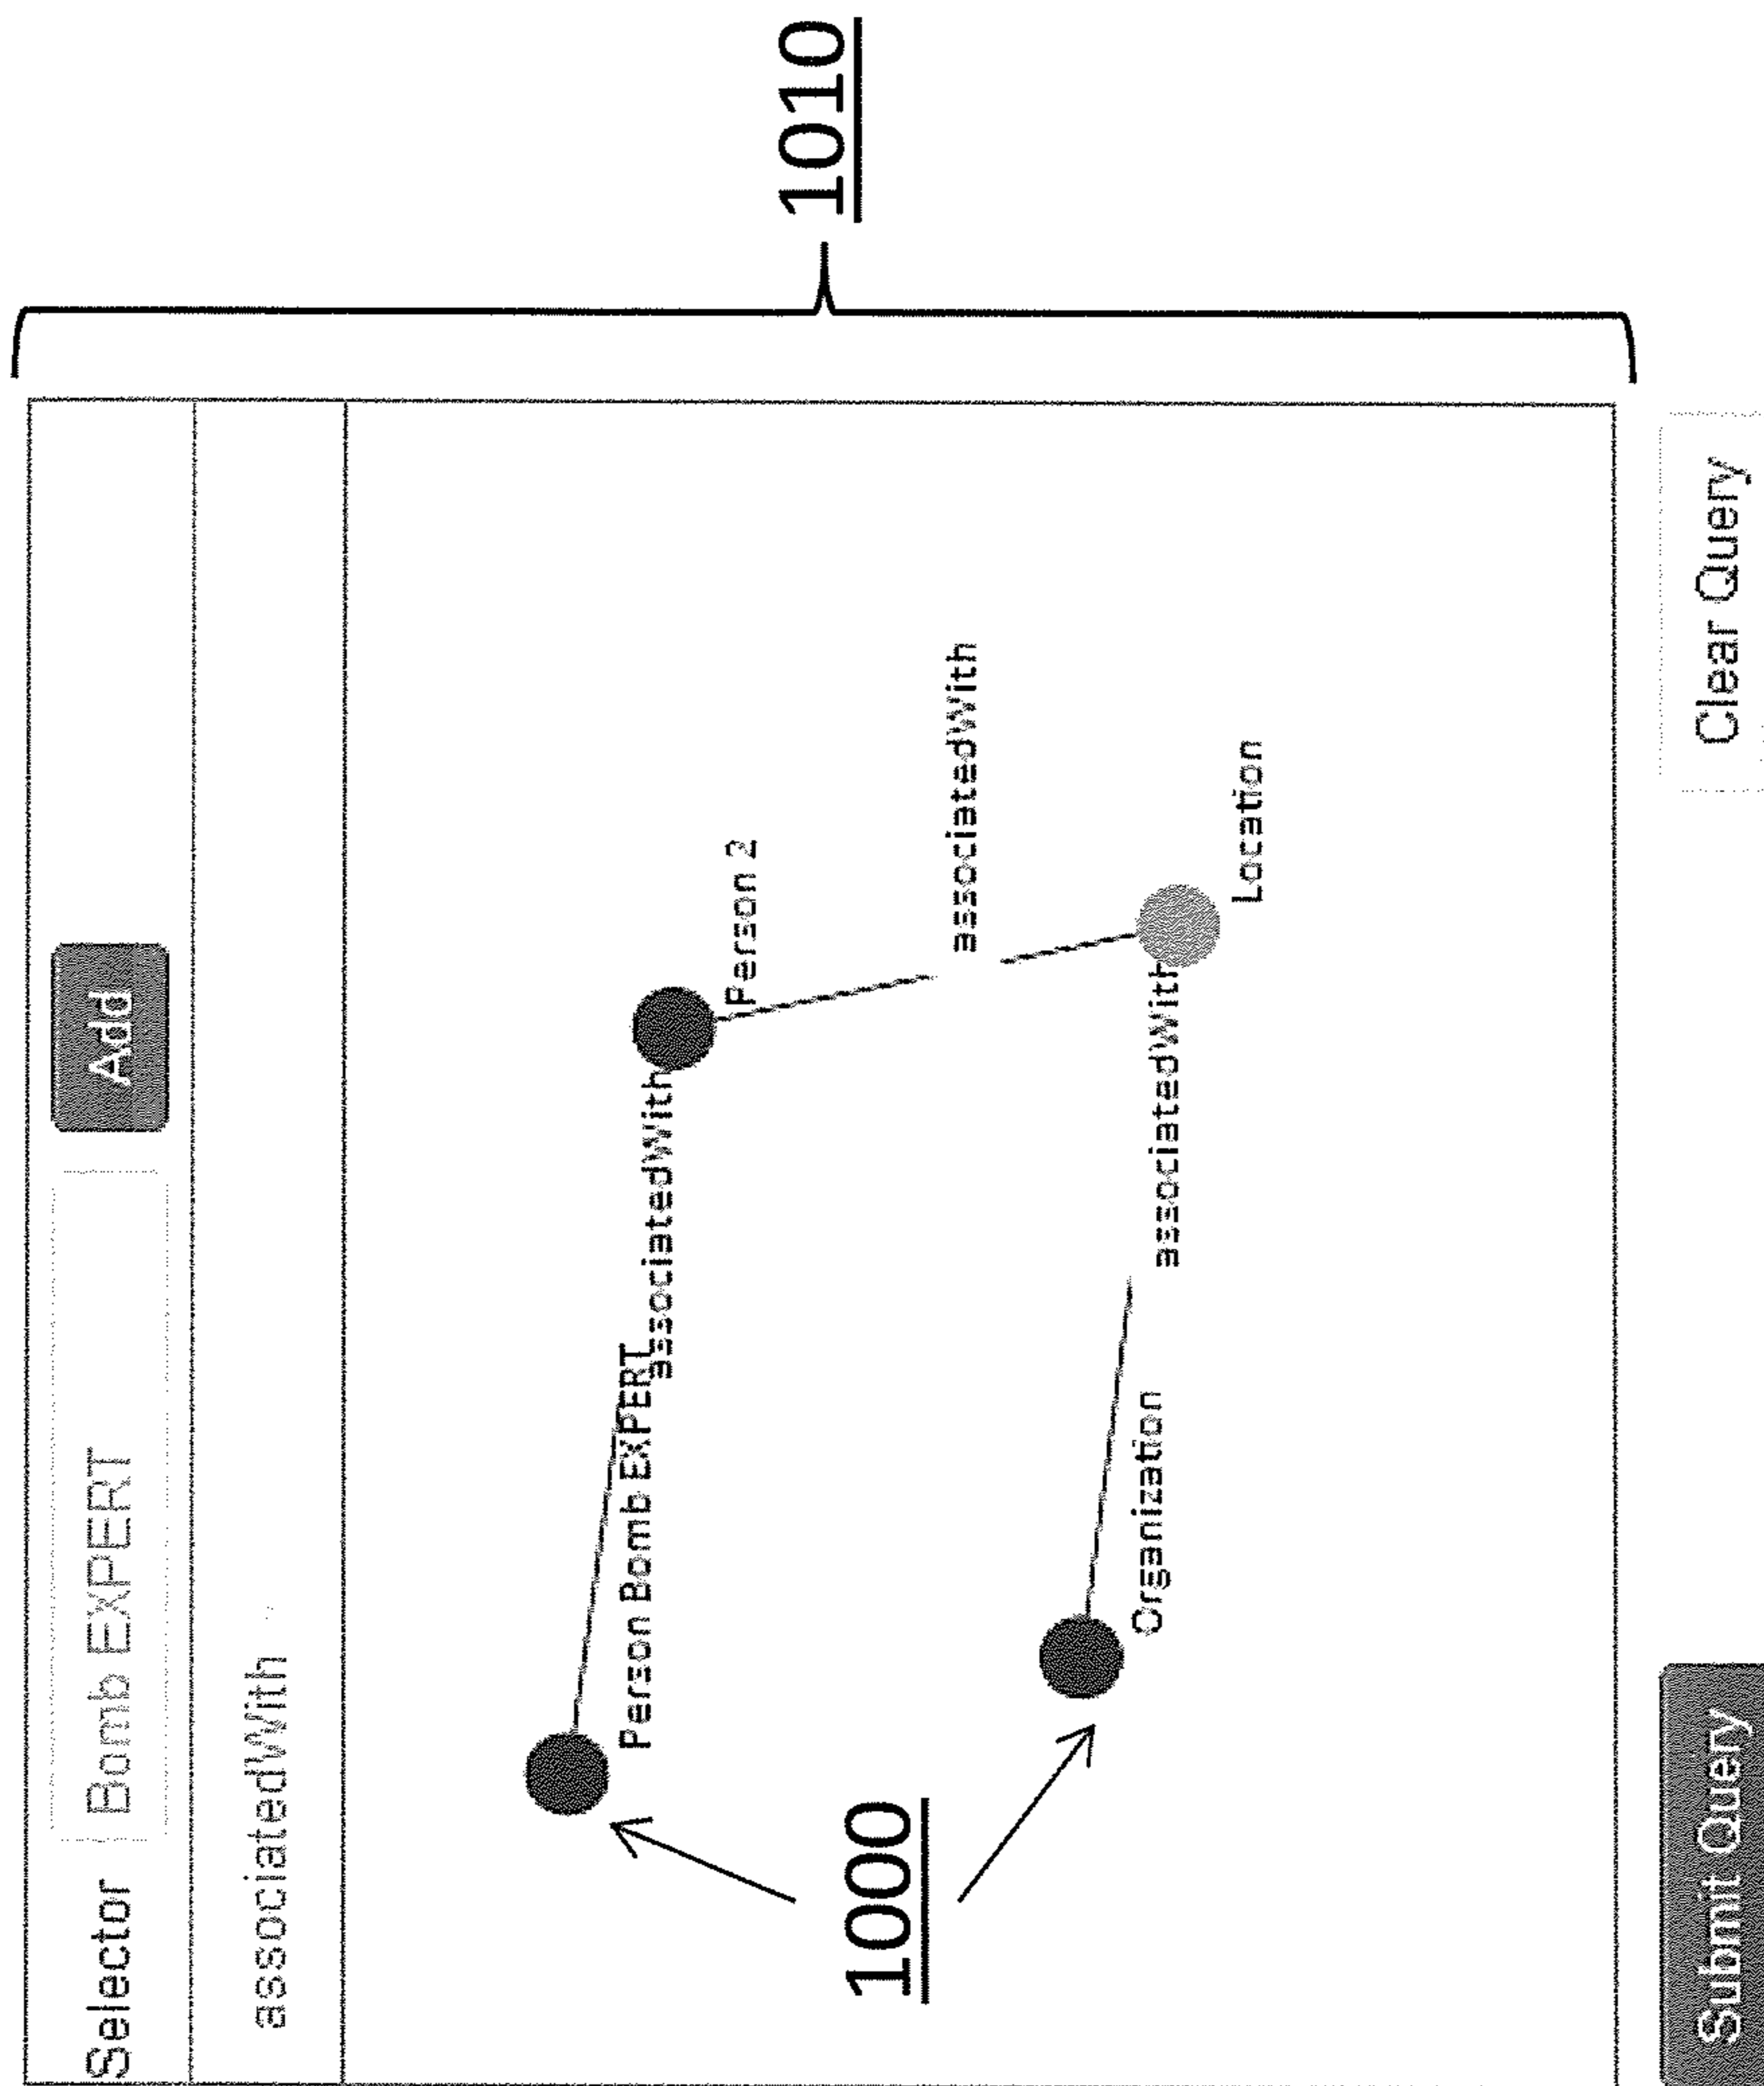 1010
Selector Bomb EXPERT Add
associatedWith
Person Bomb EXPERT
associatedWith
Person 2
associatedWith
Location
associatedWith
Organization
1000
Submit Query Clear Query